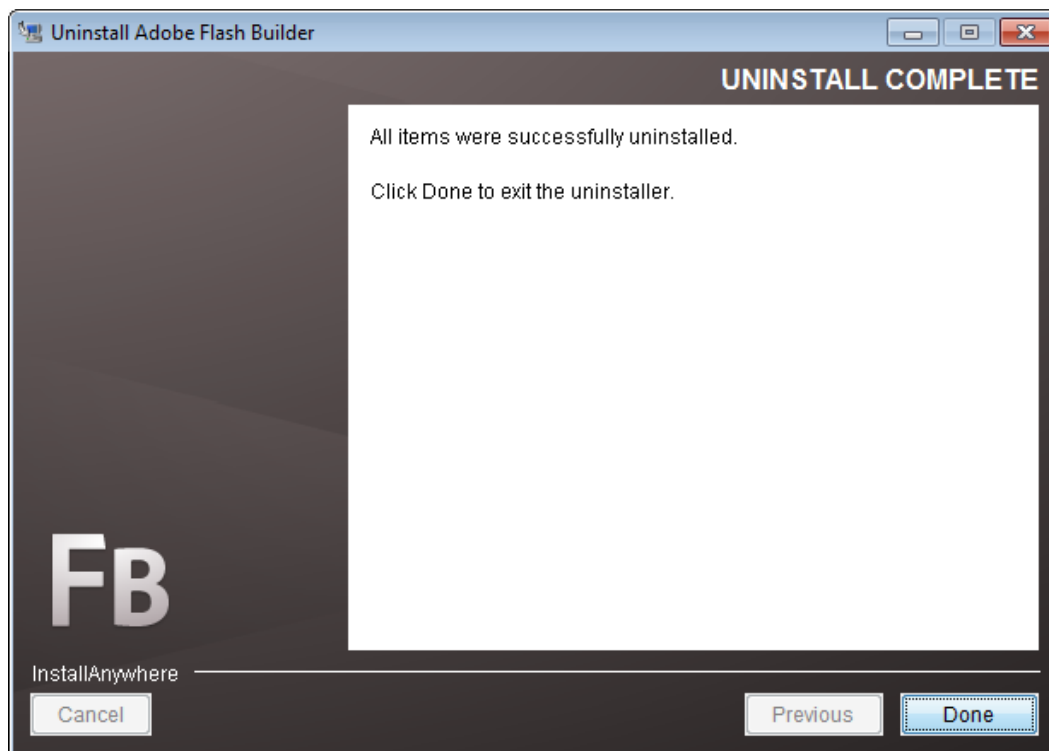 Uninstall Adobe Flash Builder
UNINSTALL COMPLETE
All items were successfully uninstalled.
Click Done to exit the uninstaller.
FB
InstallAnywhere
Cancel Previous Done